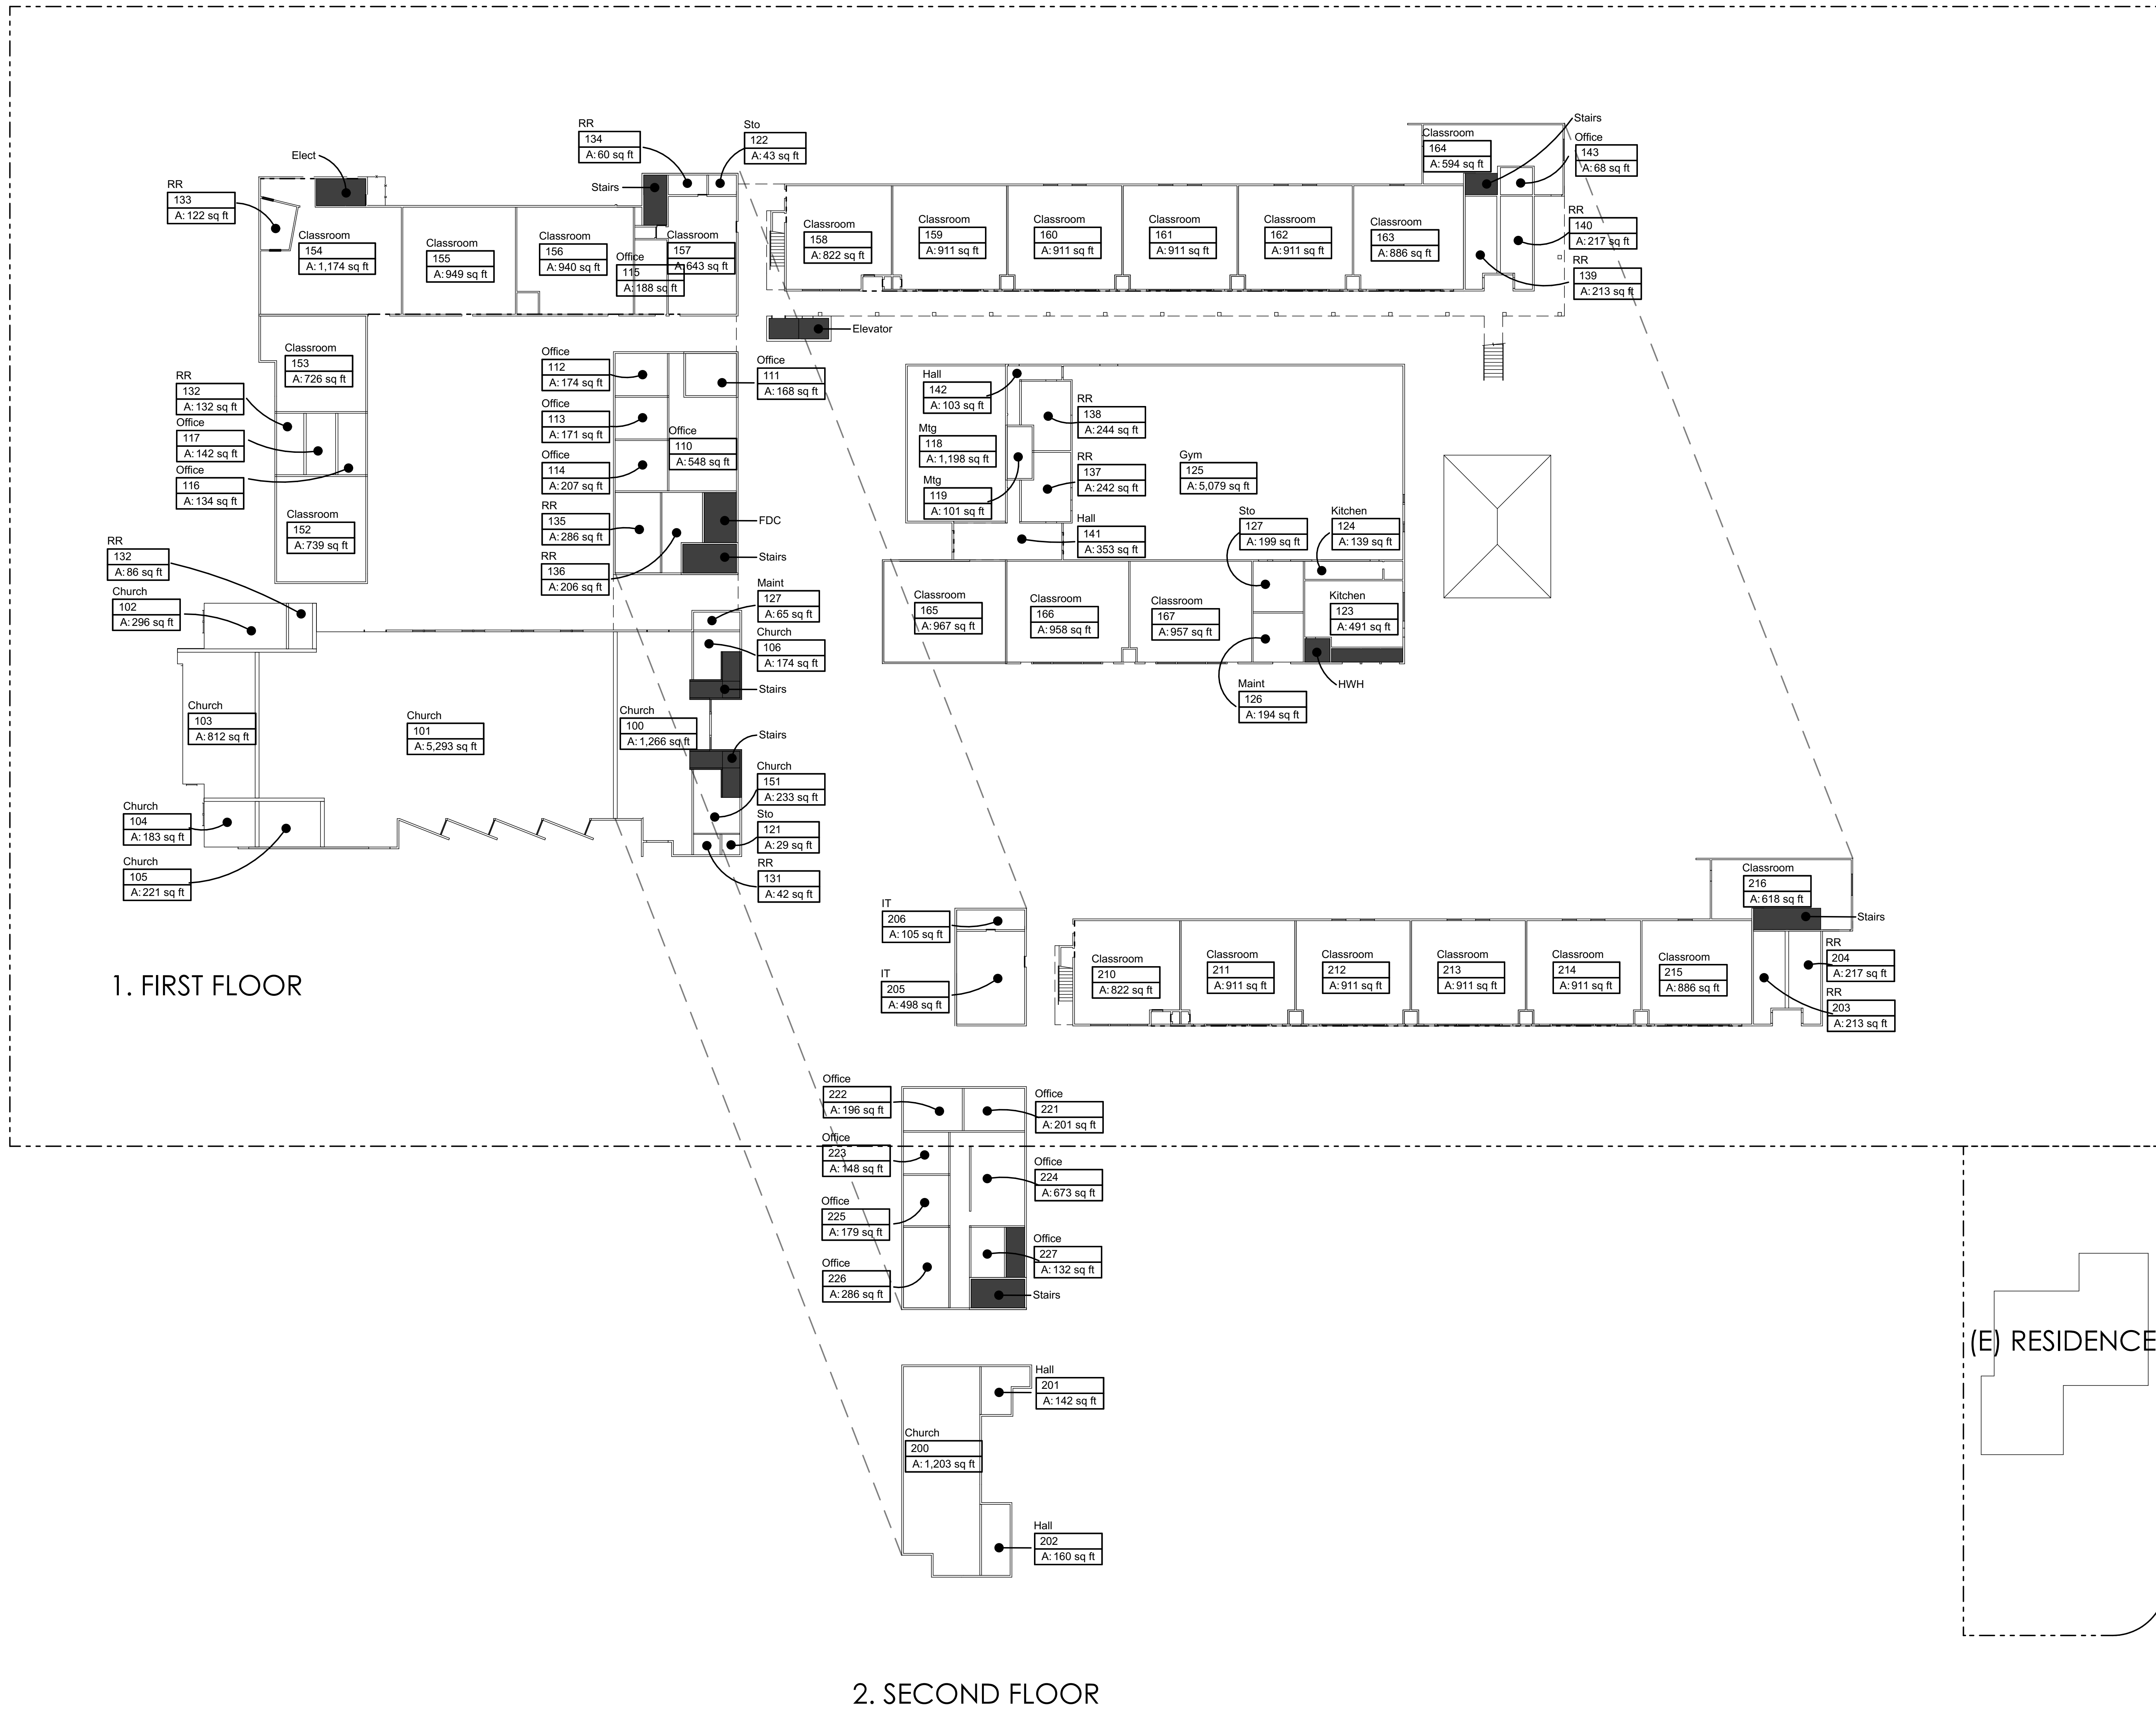 RR
134
A: 60 sq ft
Sto
122
A: 43 sq ft
Stairs
Elect
Stairs
RR
133
A: 122 sq ft
Classroom
164
A: 594 sq ft
Office
143
A: 68 sq ft
Classroom
154
A: 1,174 sq ft
Classroom
155
A: 949 sq ft
Classroom
156
A: 940 sq ft
Classroom
157
A: 643 sq ft
Office
115
A: 188 sq ft
Classroom
158
A: 822 sq ft
Classroom
159
A: 911 sq ft
Classroom
160
A: 911 sq ft
Classroom
161
A: 911 sq ft
Classroom
162
A: 911 sq ft
Classroom
163
A: 886 sq ft
RR
140
A: 217 sq ft
RR
139
A: 213 sq ft
Elevator
Classroom
153
A: 726 sq ft
RR
132
A: 132 sq ft
Office
117
A: 142 sq ft
Office
116
A: 134 sq ft
Classroom
152
A: 739 sq ft
Office
112
A: 174 sq ft
Office
111
A: 168 sq ft
Office
113
A: 171 sq ft
Office
110
A: 548 sq ft
Office
114
A: 207 sq ft
RR
135
A: 286 sq ft
FDC
RR
136
A: 206 sq ft
Stairs
Hall
142
A: 103 sq ft
RR
138
A: 244 sq ft
Mtg
118
A: 1,198 sq ft
Mtg
119
A: 101 sq ft
RR
137
A: 242 sq ft
Gym
125
A: 5,079 sq ft
Hall
141
A: 353 sq ft
Sto
127
A: 199 sq ft
Kitchen
124
A: 139 sq ft
Classroom
165
A: 967 sq ft
Classroom
166
A: 958 sq ft
Classroom
167
A: 957 sq ft
Kitchen
123
A: 491 sq ft
Maint
126
A: 194 sq ft
HWH
RR
132
A: 86 sq ft
Church
102
A: 296 sq ft
Maint
127
A: 65 sq ft
Church
106
A: 174 sq ft
Stairs
Church
103
A: 812 sq ft
Church
101
A: 5,293 sq ft
Church
100
A: 1,266 sq ft
Stairs
Church
151
A: 233 sq ft
Church
104
A: 183 sq ft
Sto
121
A: 29 sq ft
Church
105
A: 221 sq ft
RR
131
A: 42 sq ft
1. FIRST FLOOR
IT
206
A: 105 sq ft
IT
205
A: 498 sq ft
Classroom
210
A: 822 sq ft
Classroom
211
A: 911 sq ft
Classroom
212
A: 911 sq ft
Classroom
213
A: 911 sq ft
Classroom
214
A: 911 sq ft
Classroom
215
A: 886 sq ft
Classroom
216
A: 618 sq ft
Stairs
RR
204
A: 217 sq ft
RR
203
A: 213 sq ft
Office
222
A: 196 sq ft
Office
221
A: 201 sq ft
Office
223
A: 148 sq ft
Office
224
A: 673 sq ft
Office
225
A: 179 sq ft
Office
227
A: 132 sq ft
Office
226
A: 286 sq ft
Stairs
(E) RESIDENCE
Hall
201
A: 142 sq ft
Church
200
A: 1,203 sq ft
Hall
202
A: 160 sq ft
2. SECOND FLOOR